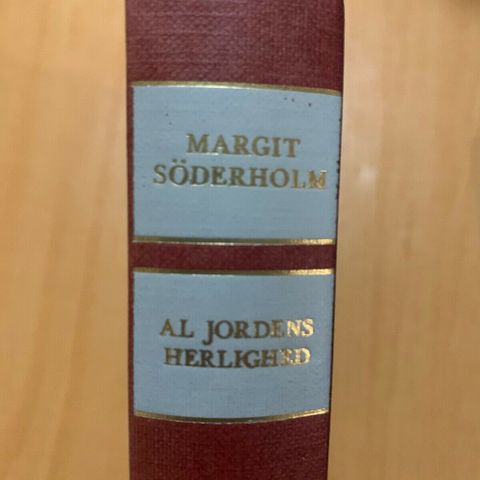 MARGIT
SÖDERHOLM
AL JORDENS
HERLIGHED